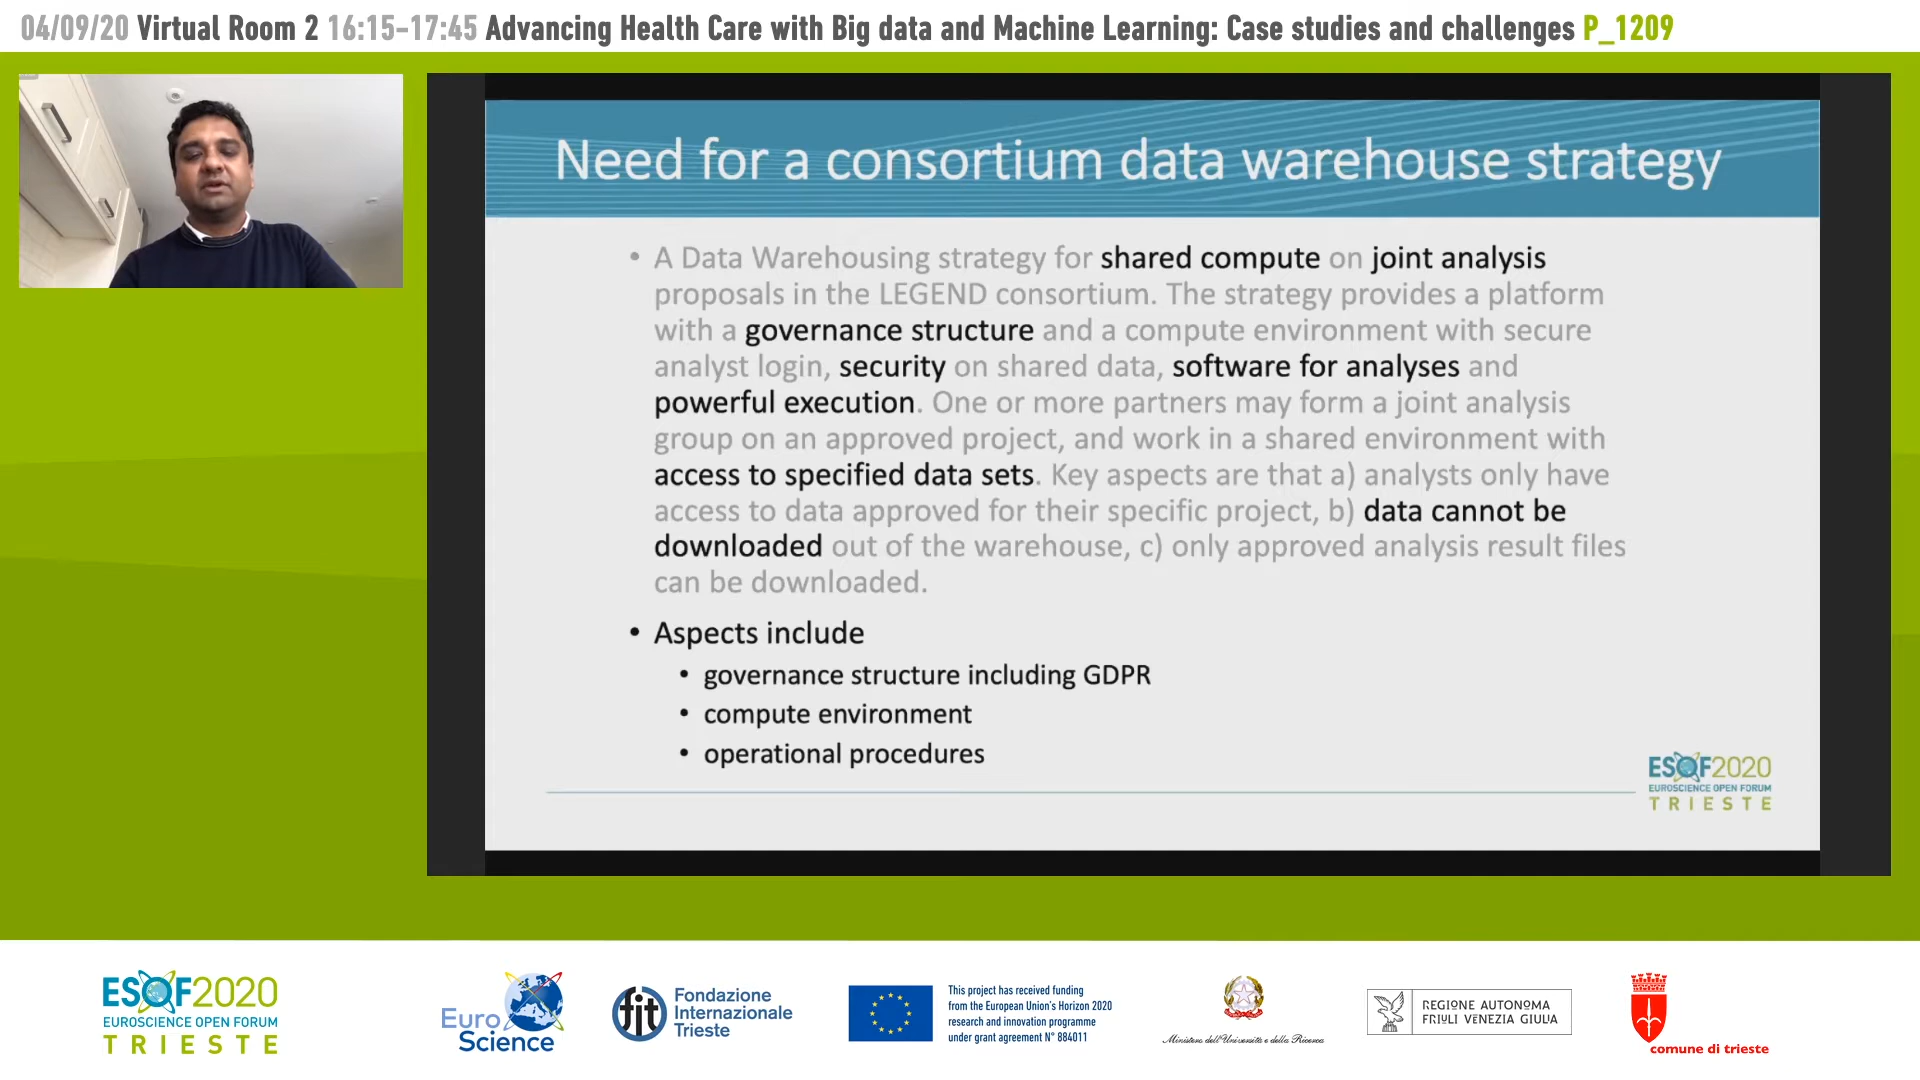 04/09/20 Virtual Room 2 16:15-17:45 Advancing Health Care with Big data and Machine Learning: Case studies and challenges P_1209
Need for a consortium data warehouse strategy
• A Data Warehousing strategy for shared compute on joint analysis
proposals in the LEGEND consortium. The strategy provides a platform
with a governance structure and a compute environment with secure
analyst login, security on shared data, software for analyses and
powerful execution. One or more partners may form a joint analysis
group on an approved project, and work in a shared environment with
access to specified data sets. Key aspects are that a) analysts only have
access to data approved for their specific project, b) data cannot be
downloaded out of the warehouse, c) only approved analysis result files
can be downloaded.
• Aspects include
• governance structure including GDPR
• compute environment
• operational procedures
ESOF2020
EUROSCIENCE OPEN FORUM
TRIESTE
ESOF2020
EUROSCIENCE OPEN FORUM
TRIESTE
Euro
Science
fit
Fondazione
Internazionale
Trieste
This project has received funding
from the European Union's Horizon 2020
research and innovation programme
under grant agreement N° 884011
Ministero dell'Università e della Ricerca
REGIONE AUTONOMA
FRIULI VENEZIA GIULIA
comune di trieste